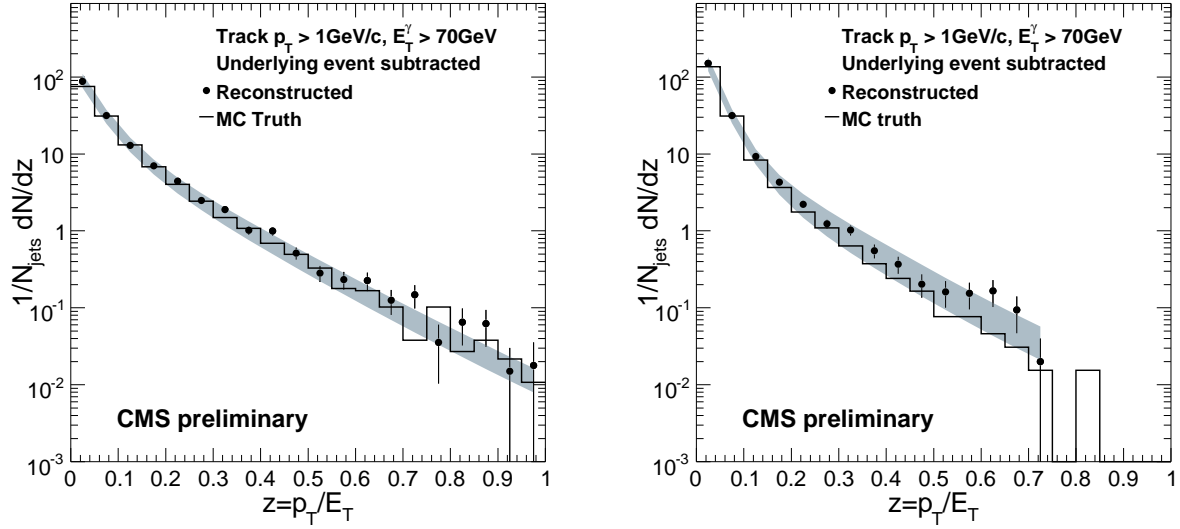 Track p_T > 1GeV/c, E_T^γ > 70GeV
Underlying event subtracted
Reconstructed
MC Truth
CMS preliminary
1/N_jets dN/dz
10^2
10
1
10^-1
10^-2
10^-3
0 0.1 0.2 0.3 0.4 0.5 0.6 0.7 0.8 0.9 1
z=p_T/E_T
Track p_T > 1GeV/c, E_T^γ > 70GeV
Underlying event subtracted
Reconstructed
MC truth
CMS preliminary
1/N_jets dN/dz
10^2
10
1
10^-1
10^-2
10^-3
0 0.1 0.2 0.3 0.4 0.5 0.6 0.7 0.8 0.9 1
z=p_T/E_T